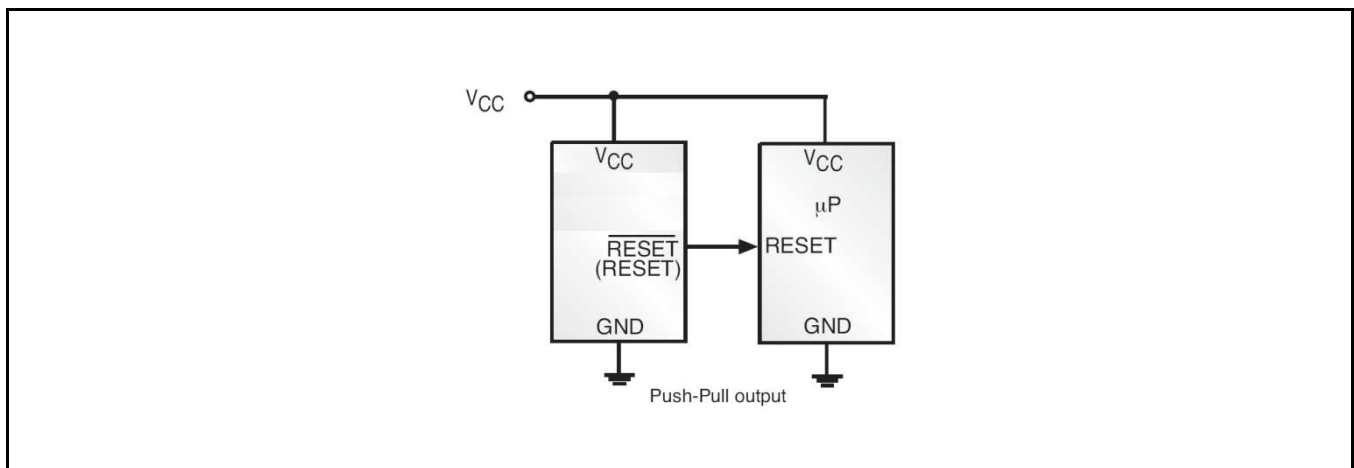 VCC
VCC
RESET
(RESET)
GND
VCC
μP
RESET
GND
Push-Pull output